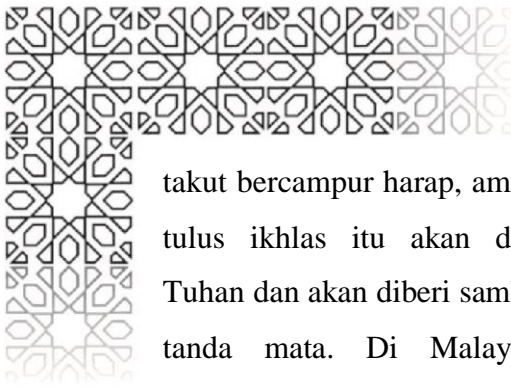 takut bercampur harap, am
tulus ikhlas itu akan d
Tuhan dan akan diberi sam
tanda mata. Di Malay